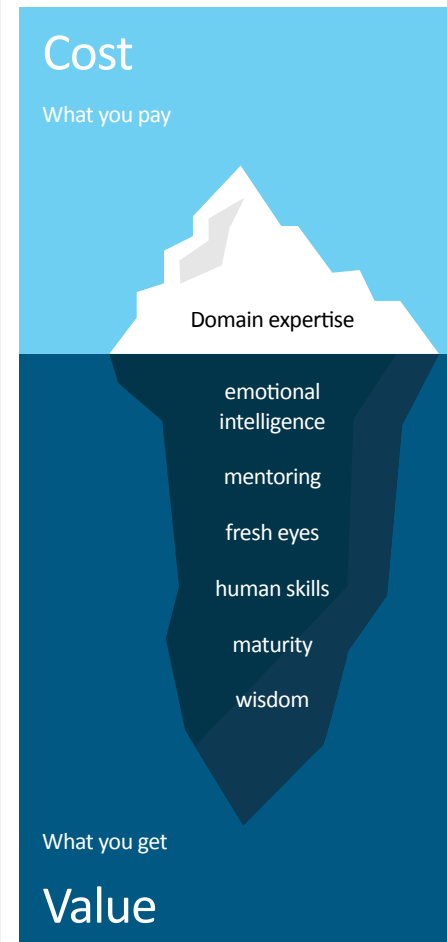 Cost
What you pay
Domain expertise
emotional
intelligence
mentoring
fresh eyes
human skills
maturity
wisdom
What you get
Value